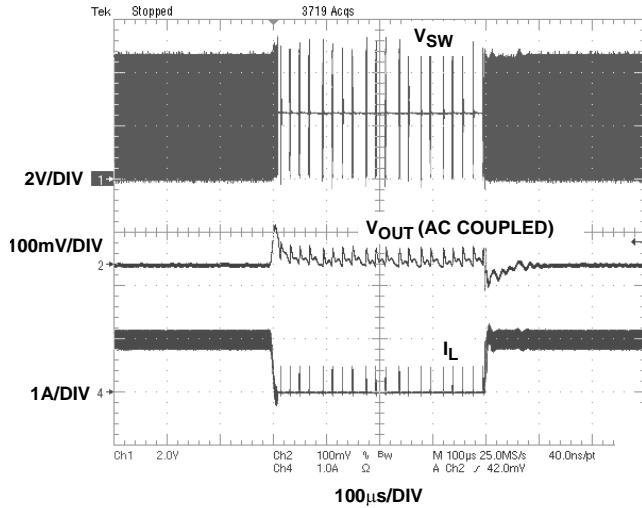 Tek Stopped 3719 Acqs
VSW
2V/DIV 1
VOUT (AC COUPLED)
100mV/DIV
2
IL
1A/DIV 4
Ch1 2.0V Ch2 100mV % BW M 100µs 25.0MS/s 40.0ns/pt
Ch4 1.0A Ω A Ch2 ⁄ 42.0mV
100µs/DIV